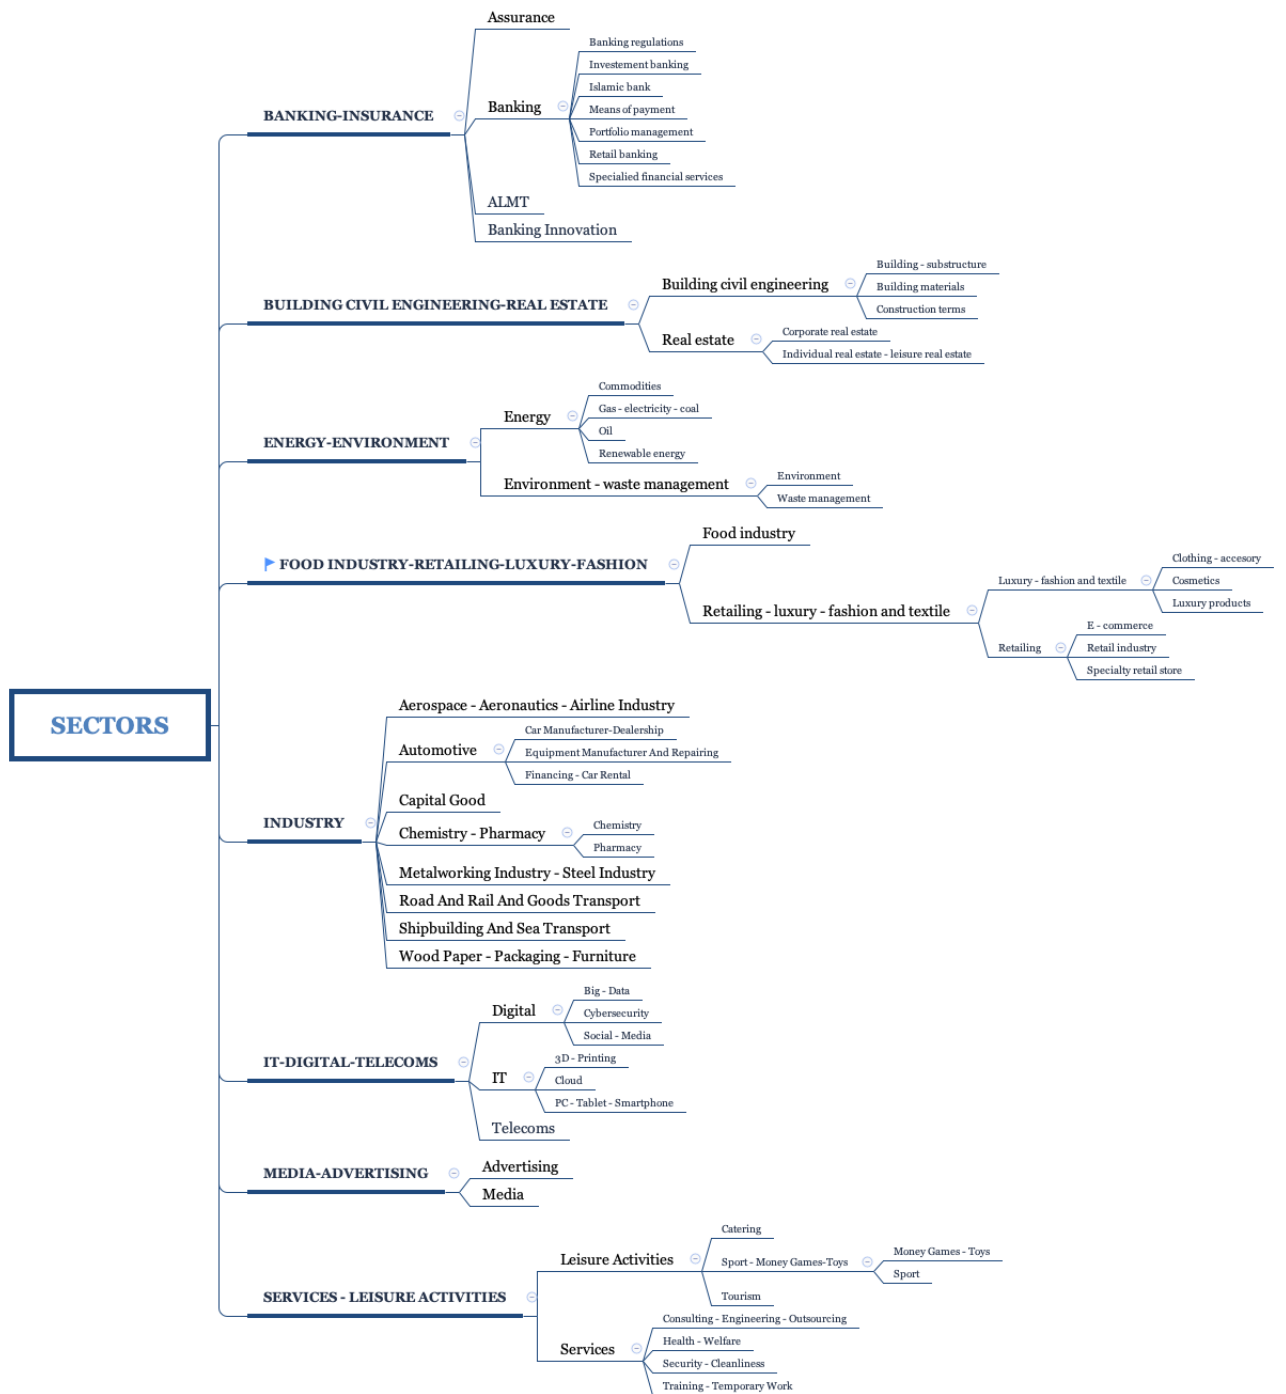 SECTORS
BANKING-INSURANCE
Assurance
Banking
Banking regulations
Investement banking
Islamic bank
Means of payment
Portfolio management
Retail banking
Specialied financial services
ALMT
Banking Innovation
BUILDING CIVIL ENGINEERING-REAL ESTATE
Building civil engineering
Building - substructure
Building materials
Construction terms
Real estate
Corporate real estate
Individual real estate - leisure real estate
ENERGY-ENVIRONMENT
Energy
Commodities
Gas - electricity - coal
Oil
Renewable energy
Environment - waste management
Environment
Waste management
FOOD INDUSTRY-RETAILING-LUXURY-FASHION
Food industry
Retailing - luxury - fashion and textile
Luxury - fashion and textile
Clothing - accesory
Cosmetics
Luxury products
Retailing
E - commerce
Retail industry
Specialty retail store
INDUSTRY
Aerospace - Aeronautics - Airline Industry
Automotive
Car Manufacturer-Dealership
Equipment Manufacturer And Repairing
Financing - Car Rental
Capital Good
Chemistry - Pharmacy
Chemistry
Pharmacy
Metalworking Industry - Steel Industry
Road And Rail And Goods Transport
Shipbuilding And Sea Transport
Wood Paper - Packaging - Furniture
IT-DIGITAL-TELECOMS
Digital
Big - Data
Cybersecurity
Social - Media
IT
3D - Printing
Cloud
PC - Tablet - Smartphone
Telecoms
MEDIA-ADVERTISING
Advertising
Media
SERVICES - LEISURE ACTIVITIES
Leisure Activities
Catering
Sport - Money Games-Toys
Money Games - Toys
Sport
Tourism
Services
Consulting - Engineering - Outsourcing
Health - Welfare
Security - Cleanliness
Training - Temporary Work